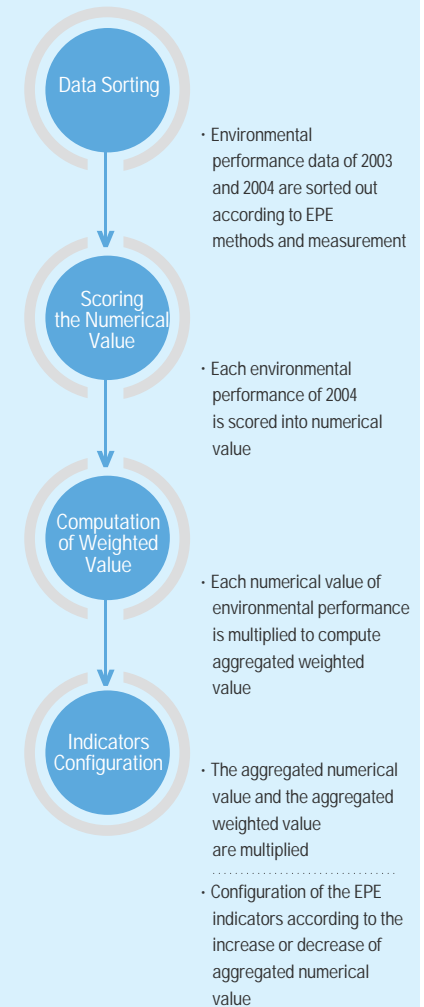 Data Sorting
· Environmental
performance data of 2003
and 2004 are sorted out
according to EPE
methods and measurement
Scoring
the Numerical
Value
· Each environmental
performance of 2004
is scored into numerical
value
Computation
of Weighted
Value
· Each numerical value of
environmental performance
is multiplied to compute
aggregated weighted
value
Indicators
Configuration
· The aggregated numerical
value and the aggregated
weighted value
are multiplied
· Configuration of the EPE
indicators according to the
increase or decrease of
aggregated numerical
value